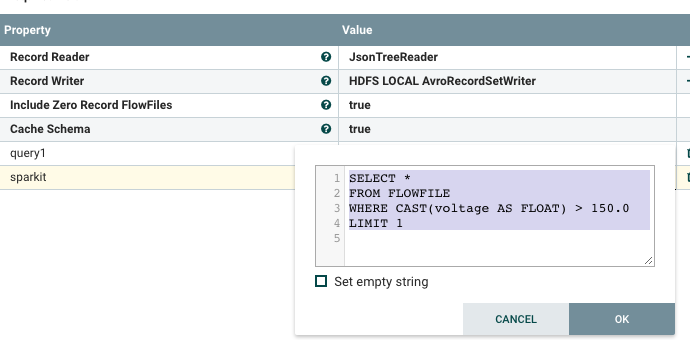 Property Value
Record Reader JsonTreeReader
Record Writer HDFS LOCAL AvroRecordSetWriter
Include Zero Record FlowFiles true
Cache Schema true
query1
sparkit
1 SELECT *
2 FROM FLOWFILE
3 WHERE CAST(voltage AS FLOAT) > 150.0
4 LIMIT 1
5
Set empty string
CANCEL OK